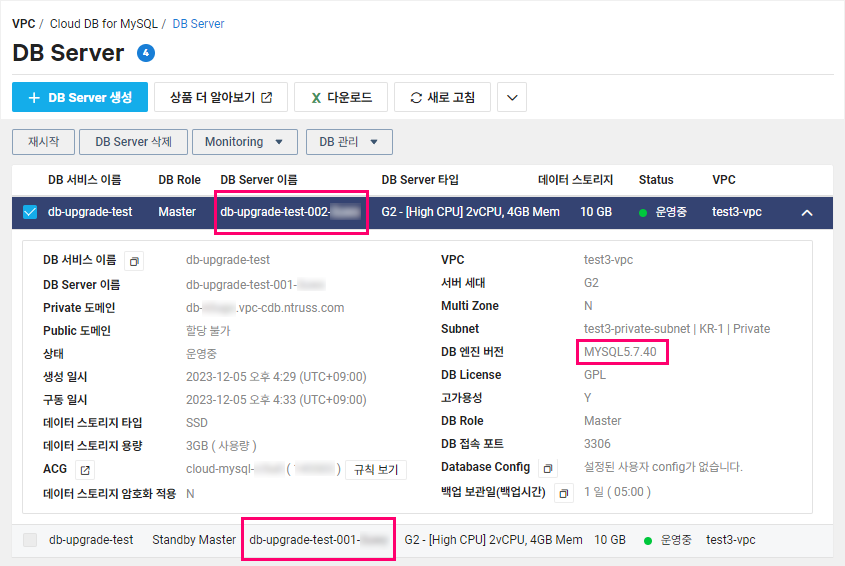 VPC / Cloud DB for MySQL / DB Server
DB Server 4
+ DB Server 생성 상품 더 알아보기 X 다운로드 새로 고침
재시작 DB Server 삭제 Monitoring DB 관리
DB 서비스 이름 DB Role DB Server 이름 DB Server 타입 데이터 스토리지 Status VPC
db-upgrade-test Master db-upgrade-test-002- G2 - [High CPU] 2vCPU, 4GB Mem 10 GB 운영중 test3-vpc
DB 서비스 이름 db-upgrade-test VPC test3-vpc
DB Server 이름 db-upgrade-test-001- 서버 세대 G2
Private 도메인 db- .vpc-cdb.ntruss.com Multi Zone N
Public 도메인 할당 불가 Subnet test3-private-subnet | KR-1 | Private
상태 운영중 DB 엔진 버전 MYSQL5.7.40
생성 일시 2023-12-05 오후 4:29 (UTC+09:00) DB License GPL
구동 일시 2023-12-05 오후 4:33 (UTC+09:00) 고가용성 Y
데이터 스토리지 타입 SSD DB Role Master
데이터 스토리지 용량 3GB ( 사용량 ) DB 접속 포트 3306
ACG cloud-mysql- ( ) 규칙 보기 Database Config 설정된 사용자 config가 없습니다.
데이터 스토리지 암호화 적용 N 백업 보관일(백업시간) 1 일 ( 05:00 )
db-upgrade-test Standby Master db-upgrade-test-001- G2 - [High CPU] 2vCPU, 4GB Mem 10 GB 운영중 test3-vpc